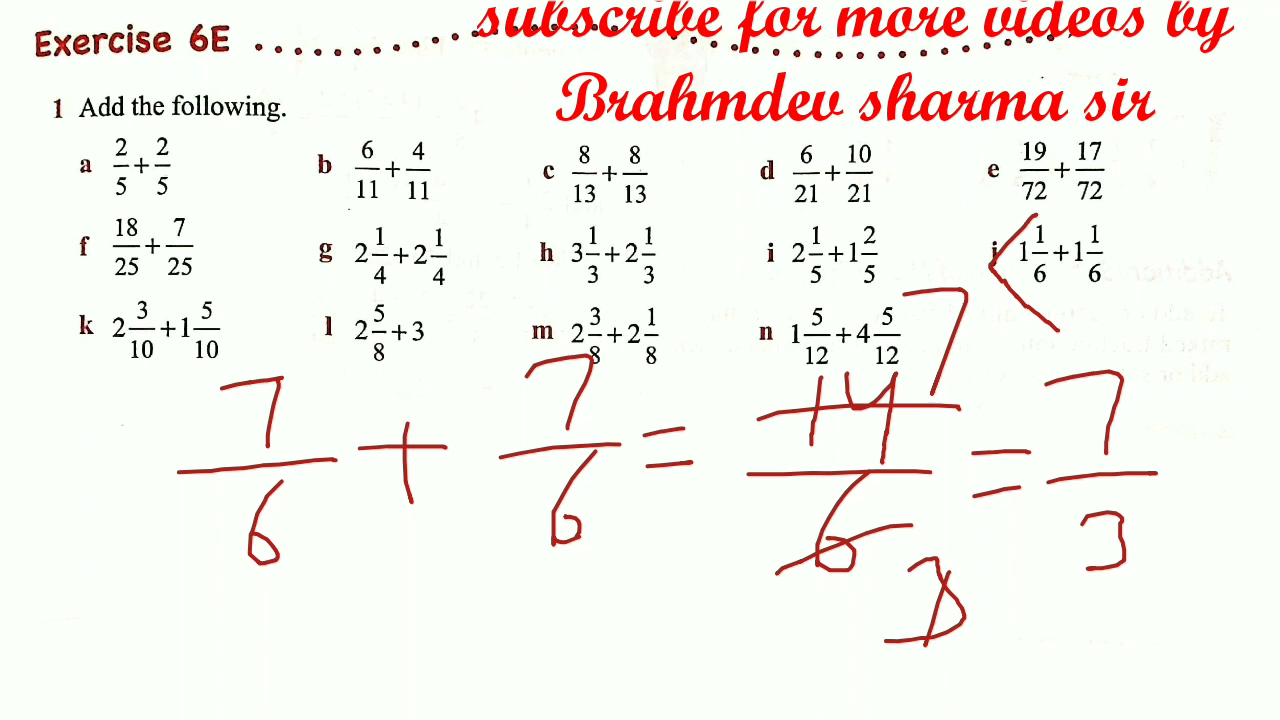 subscribe for more videos by
Exercise 6E
Brahmdev sharma sir
1 Add the following.
a 2/5 + 2/5 b 6/11 + 4/11 c 8/13 + 8/13 d 6/21 + 10/21 e 19/72 + 17/72
f 18/25 + 7/25 g 2 1/4 + 2 1/4 h 3 1/3 + 2 1/3 i 2 1/5 + 1 2/5 j 1 1/6 + 1 1/6
k 2 3/10 + 1 5/10 l 2 5/8 + 3 m 2 3/8 + 2 1/8 n 1 5/12 + 4 5/12
7
7/6 + 7/6 = 14/6 = 7/3